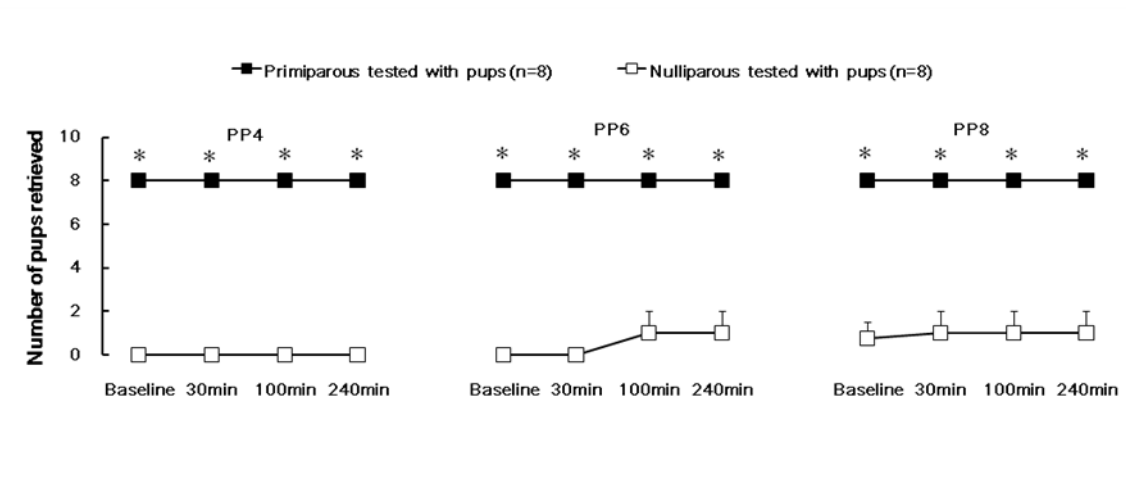 Primiparous tested with pups (n=8) Nulliparous tested with pups (n=8)
PP4 PP6 PP8
Number of pups retrieved
10
* * * * * * * * * * * *
8
6
4
2
0
Baseline 30min 100min 240min Baseline 30min 100min 240min Baseline 30min 100min 240min